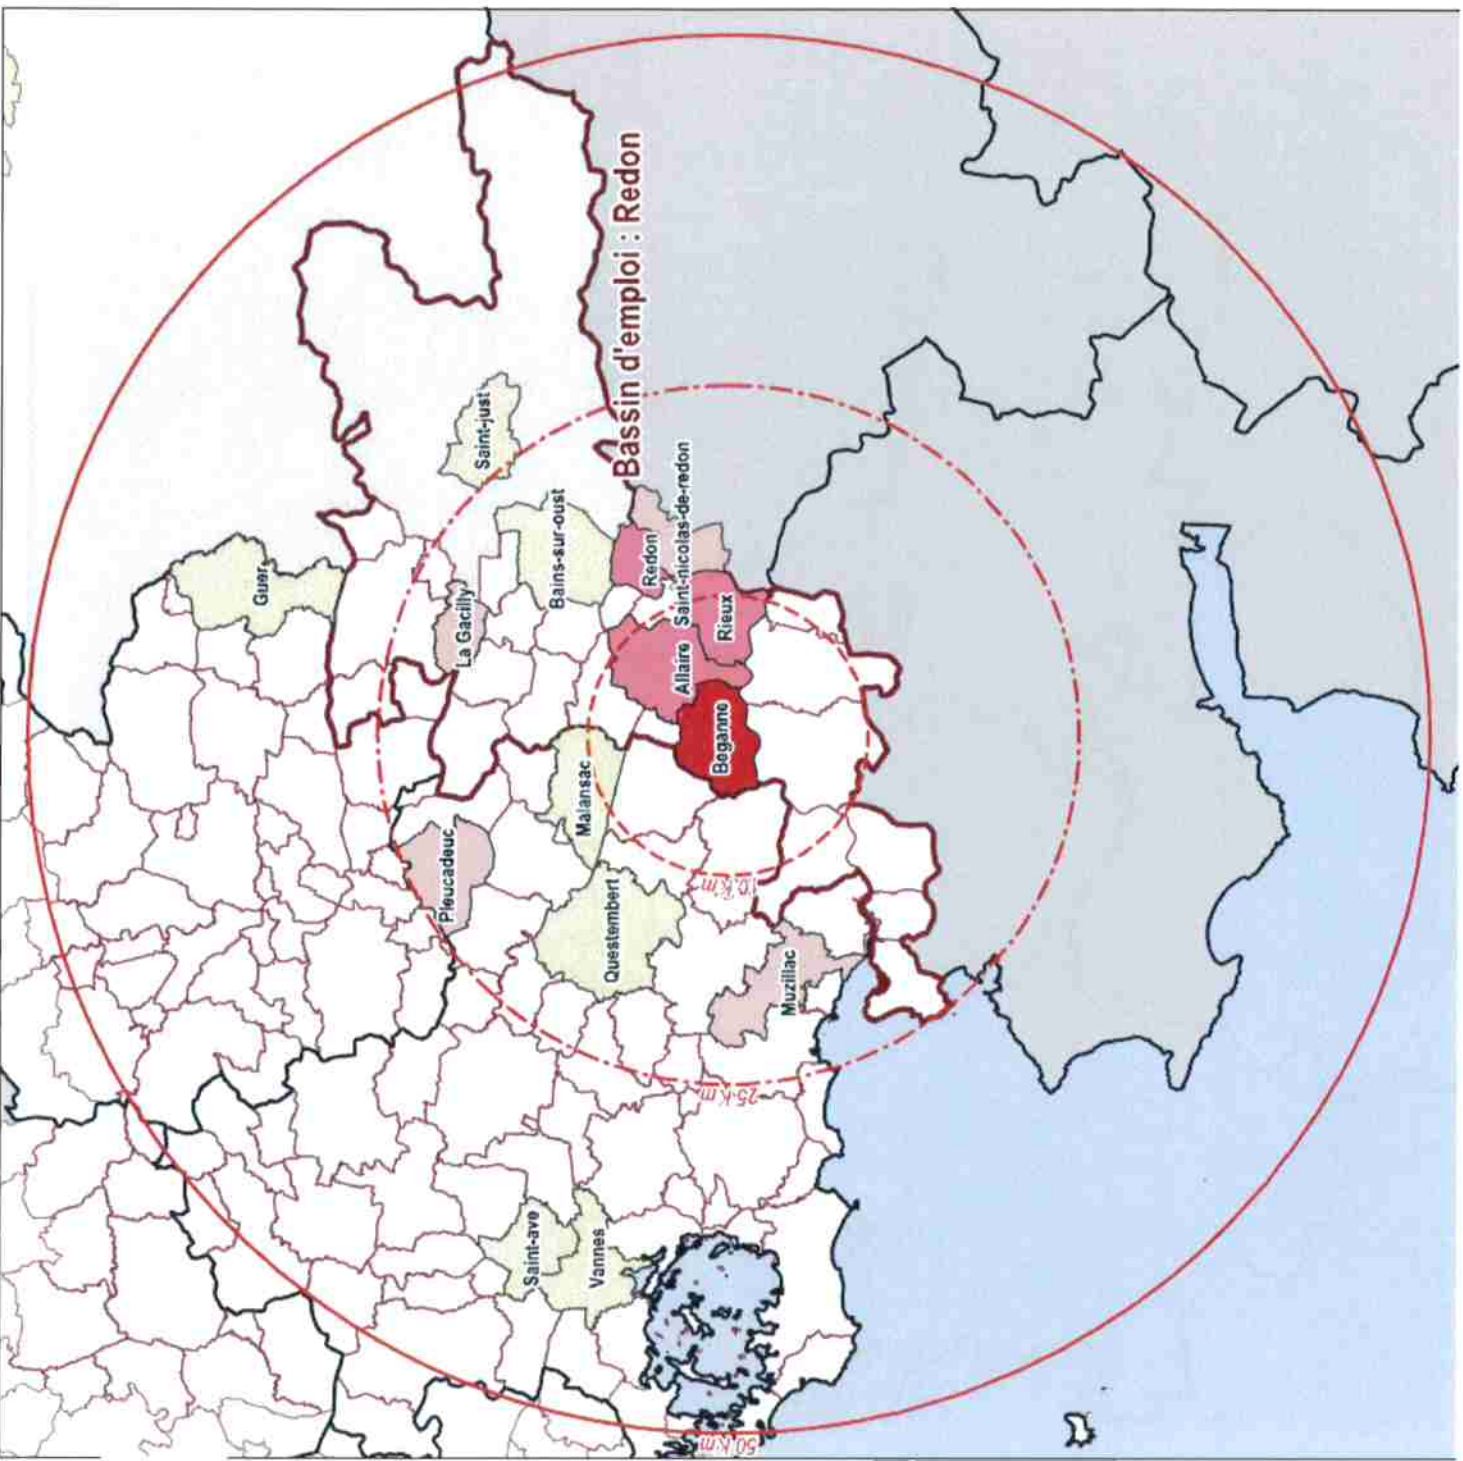 Bassin d'emploi : Redon
Saint-just
Guer
Bains-sur-oust
La Gacilly
Redon
Saint-nicolas-de-redon
Rieux
Allaire
Beganne
Malansac
Pleucadeuc
Questembert
Muzillac
Saint-ave
Vannes
10 km
25 km
50 km